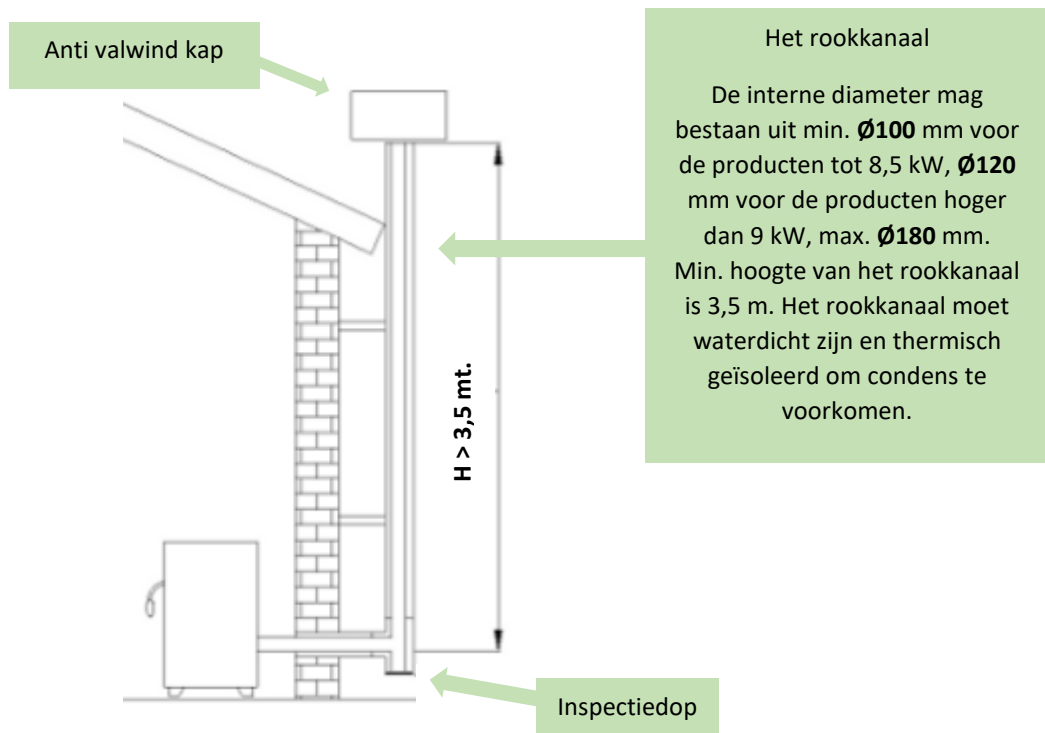 Anti valwind kap
Het rookkanaal
De interne diameter mag
bestaan uit min. Ø100 mm voor
de producten tot 8,5 kW, Ø120
mm voor de producten hoger
dan 9 kW, max. Ø180 mm.
Min. hoogte van het rookkanaal
is 3,5 m. Het rookkanaal moet
waterdicht zijn en thermisch
geïsoleerd om condens te
voorkomen.
H > 3,5 mt.
Inspectiedop